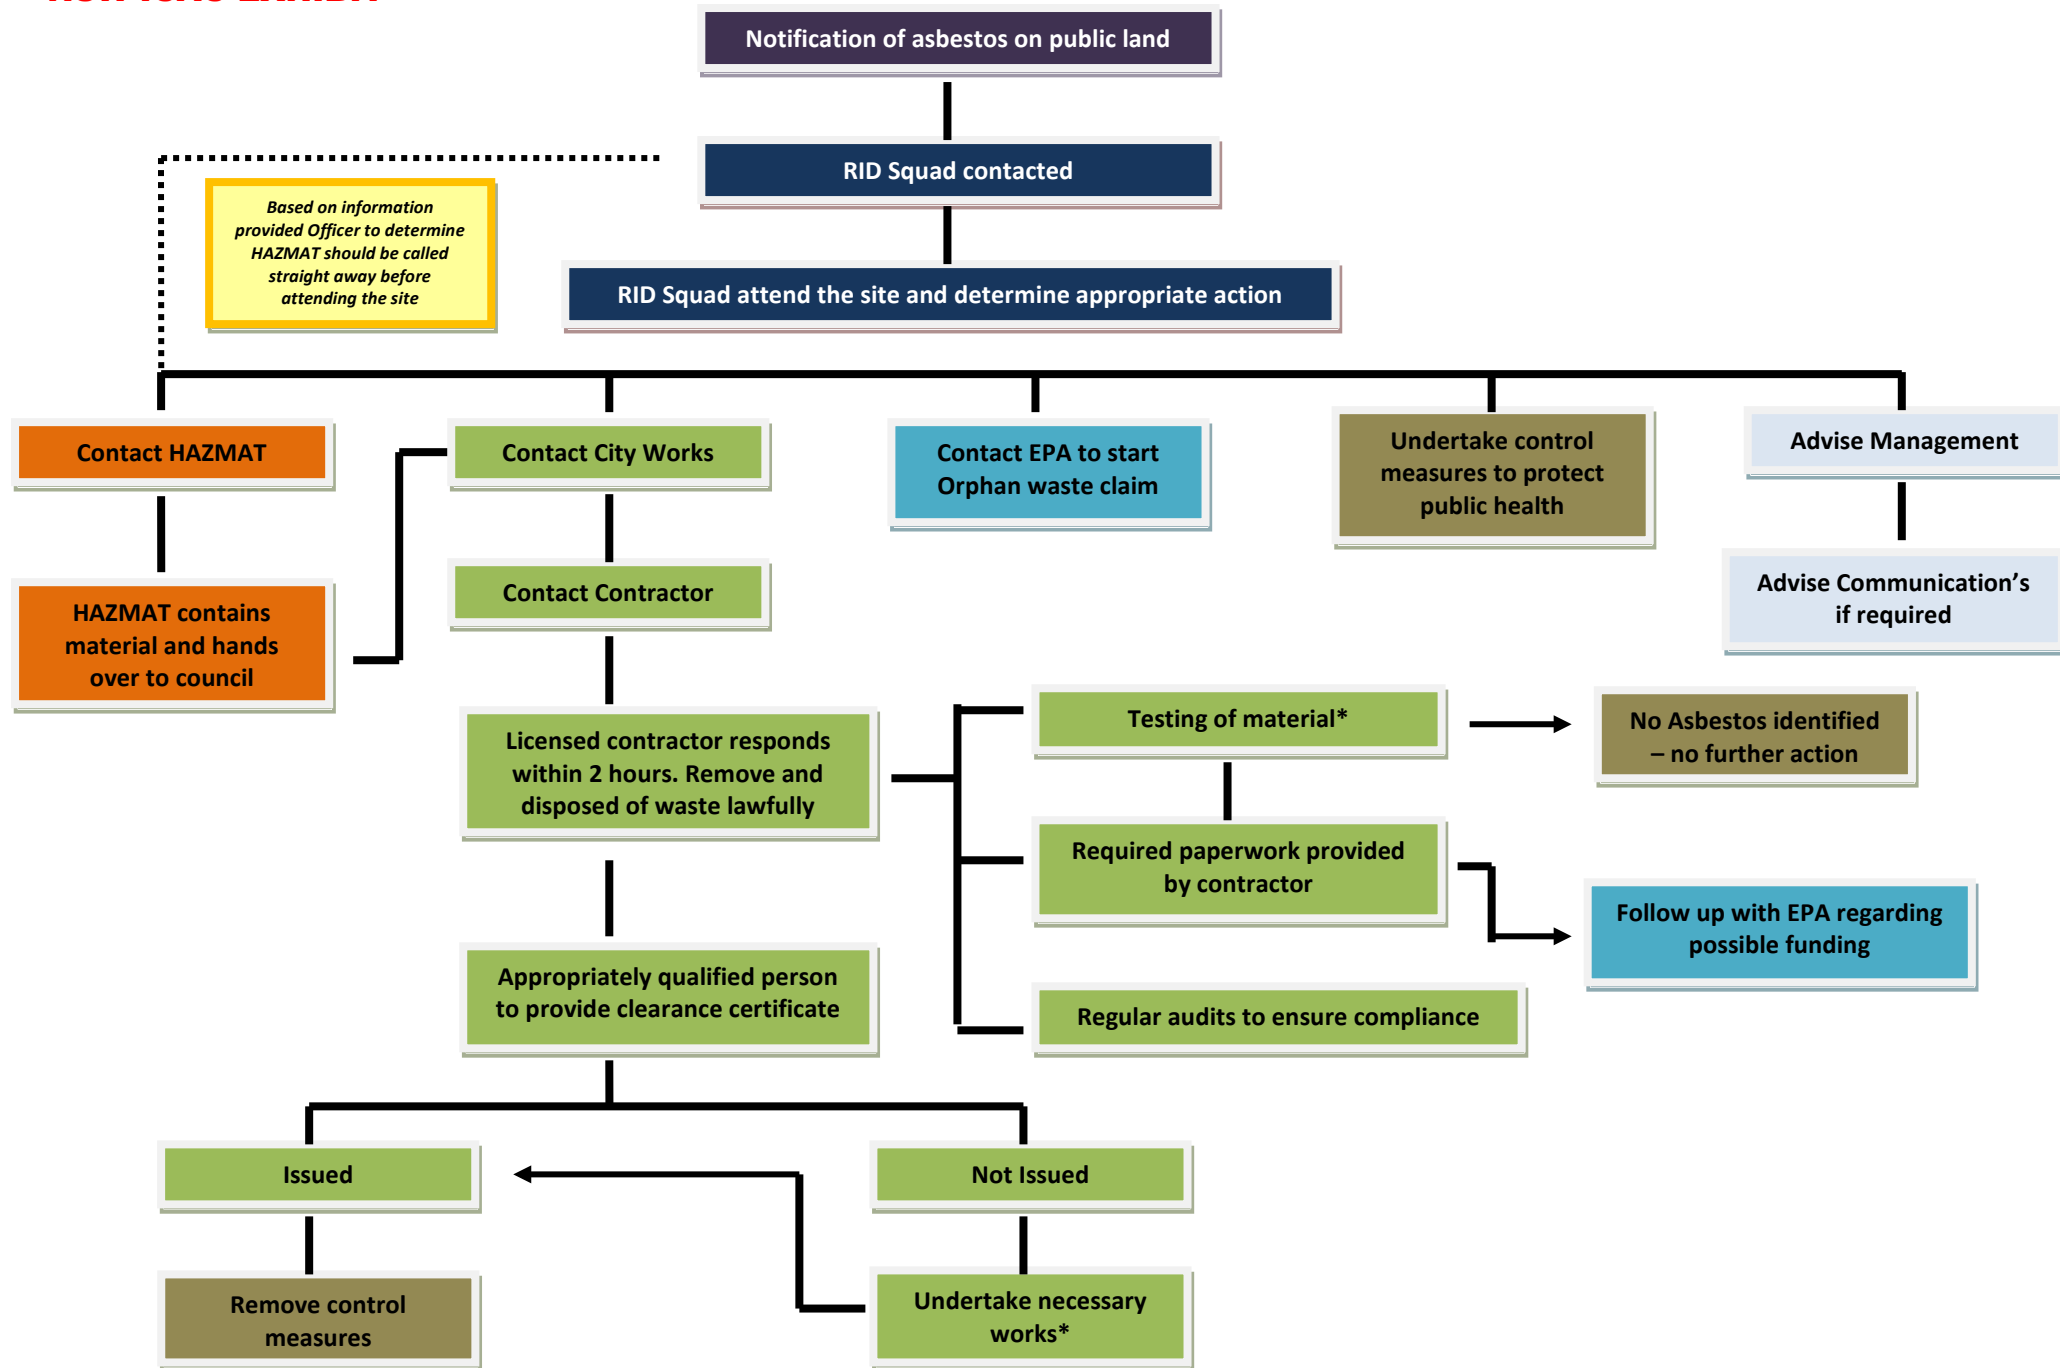 Notification of asbestos on public land
RID Squad contacted
Based on information
provided Officer to determine
HAZMAT should be called
straight away before
attending the site
RID Squad attend the site and determine appropriate action
Contact HAZMAT
Contact City Works
Contact EPA to start
Orphan waste claim
Undertake control
measures to protect
public health
Advise Management
HAZMAT contains
material and hands
over to council
Contact Contractor
Advise Communication’s
if required
Licensed contractor responds
within 2 hours. Remove and
disposed of waste lawfully
Testing of material*
No Asbestos identified
– no further action
Required paperwork provided
by contractor
Follow up with EPA regarding
possible funding
Appropriately qualified person
to provide clearance certificate
Regular audits to ensure compliance
Issued
Not Issued
Remove control
measures
Undertake necessary
works*